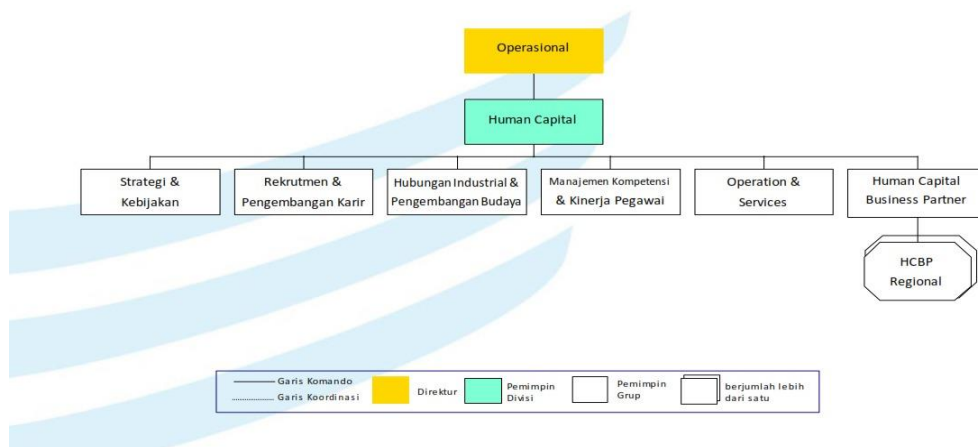 Operasional
Human Capital
Strategi &
Kebijakan
Rekrutmen &
Pengembangan Karir
Hubungan Industrial &
Pengembangan Budaya
Manajemen Kompetensi
& Kinerja Pegawai
Operation &
Services
Human Capital
Business Partner
HCBP
Regional
Garis Komando
Garis Koordinasi
Direktur
Pemimpin
Divisi
Pemimpin
Grup
berjumlah lebih
dari satu